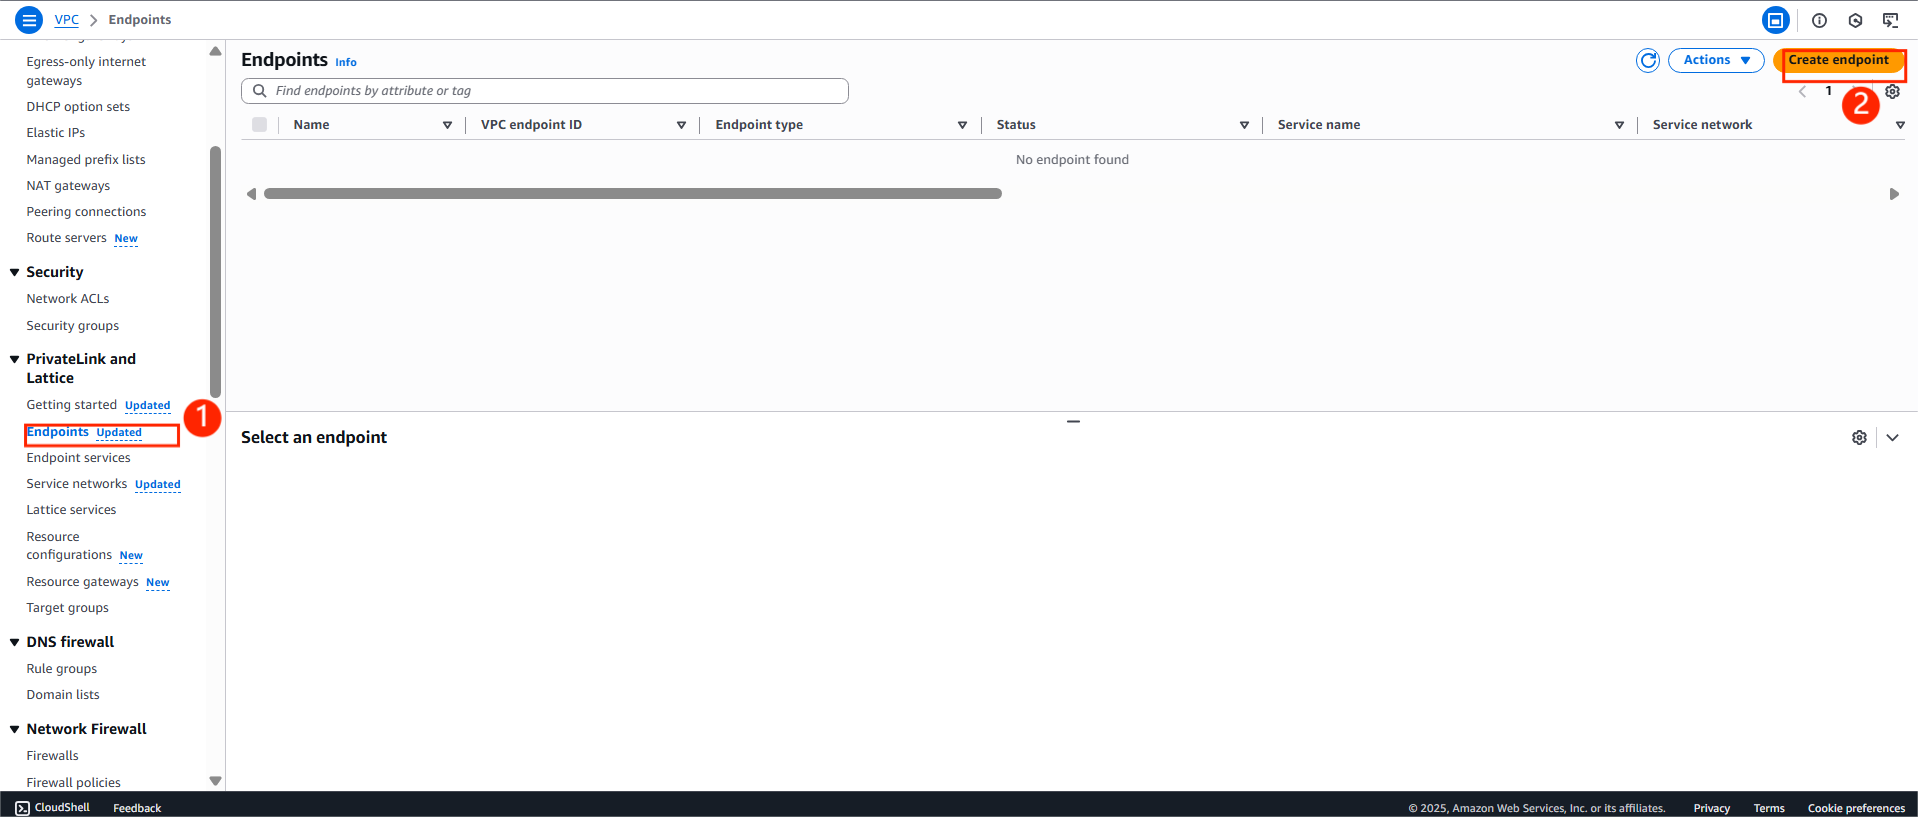 VPC > Endpoints
Egress-only internet
gateways
DHCP option sets
Elastic IPs
Managed prefix lists
NAT gateways
Peering connections
Route servers New
Security
Network ACLs
Security groups
PrivateLink and
Lattice
Getting started Updated
1
Endpoints Updated
Endpoint services
Service networks Updated
Lattice services
Resource
configurations New
Resource gateways New
Target groups
DNS firewall
Rule groups
Domain lists
Network Firewall
Firewalls
Firewall policies
Endpoints Info
Actions
Create endpoint
Find endpoints by attribute or tag
1
2
Name VPC endpoint ID Endpoint type Status Service name Service network
No endpoint found
Select an endpoint
CloudShell Feedback © 2025, Amazon Web Services, Inc. or its affiliates. Privacy Terms Cookie preferences